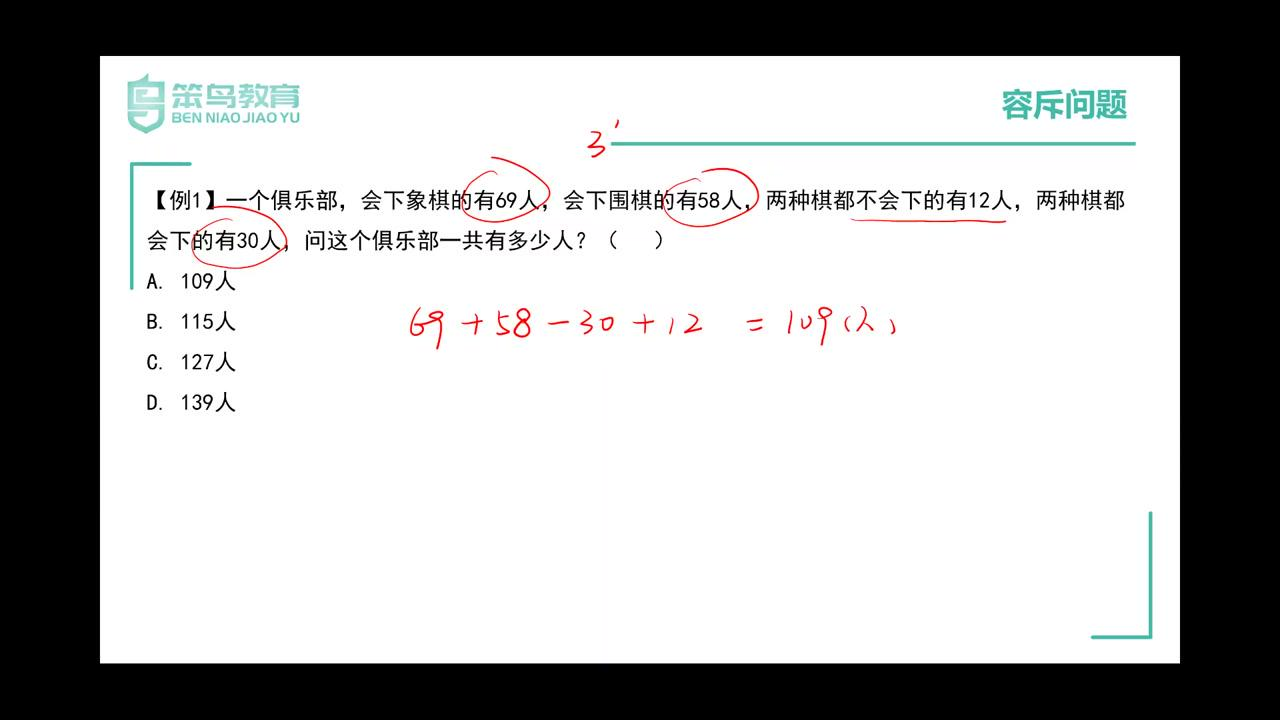 笨鸟教育
BEN NIAO JIAO YU
容斥问题
3'
【例1】一个俱乐部，会下象棋的有69人，会下围棋的有58人，两种棋都不会下的有12人，两种棋都
会下的有30人，问这个俱乐部一共有多少人？（ ）
A. 109人
B. 115人
69+58-30+12 =109(人)
C. 127人
D. 139人